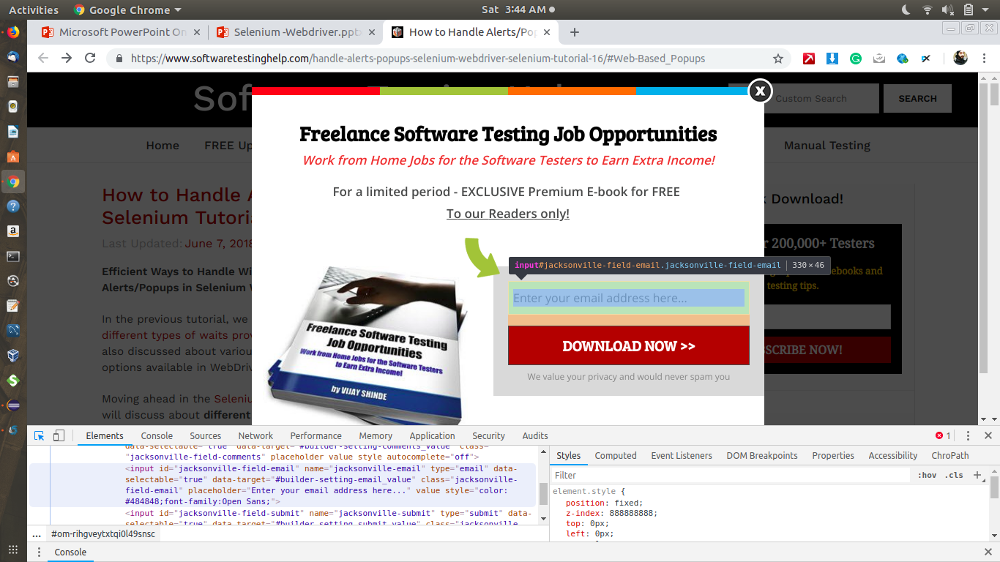 Activities Google Chrome Sat 3:44 AM
Microsoft PowerPoint On Selenium -Webdriver.pptx How to Handle Alerts/Pop
https://www.softwaretestinghelp.com/handle-alerts-popups-selenium-webdriver-selenium-tutorial-16/#Web-Based_Popups
Custom Search SEARCH
Home FREE Up Manual Testing
Freelance Software Testing Job Opportunities
Work from Home Jobs for the Software Testers to Earn Extra Income!
For a limited period - EXCLUSIVE Premium E-book for FREE
To our Readers only!
How to Handle A
Selenium Tutori
Last Updated: June 7, 2018
Efficient Ways to Handle Wi
Alerts/Popups in Selenium W
In the previous tutorial, we
different types of waits prov
also discussed about variou
options available in WebDriv
Moving ahead in the Seleniu
will discuss about different
Freelance Software Testing
Job Opportunities
Work from Home Jobs for the Software Testers
to Earn Extra Income!
by VIJAY SHINDE
input#jacksonville-field-email.jacksonville-field-email 330 × 46
Enter your email address here...
DOWNLOAD NOW >>
We value your privacy and would never spam you
Download!
200,000+ Testers
ebooks and
testing tips.
SCRIBE NOW!
Elements Console Sources Network Performance Memory Application Security Audits 1
data-selectable="true" data-target="#builder-setting-comments_value" class=
"jacksonville-field-comments" placeholder value style autocomplete="off">
<input id="jacksonville-field-email" name="jacksonville-email" type="email" data-
selectable="true" data-target="#builder-setting-email_value" class="jacksonville-
field-email" placeholder="Enter your email address here..." value style="color:
#484848;font-family:Open Sans;">
<input id="jacksonville-field-submit" name="jacksonville-submit" type="submit" data-
selectable="true" data-target="#builder-setting-submit_value" class="jacksonville-
... #om-rihgveytxtqi0l49snsc
Styles Computed Event Listeners DOM Breakpoints Properties Accessibility ChroPath
Filter :hov .cls +
element.style {
position: fixed;
z-index: 888888888;
top: 0px;
left: 0px;
Console